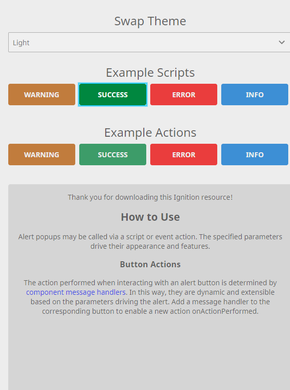 Swap Theme
Light
Example Scripts
WARNING SUCCESS ERROR INFO
Example Actions
WARNING SUCCESS ERROR INFO
Thank you for downloading this Ignition resource!
How to Use
Alert popups may be called via a script or event action. The specified parameters
drive their appearance and features.
Button Actions
The action performed when interacting with an alert button is determined by
component message handlers. In this way, they are dynamic and extensible
based on the parameters driving the alert. Add a message handler to the
corresponding button to enable a new action onActionPerformed.